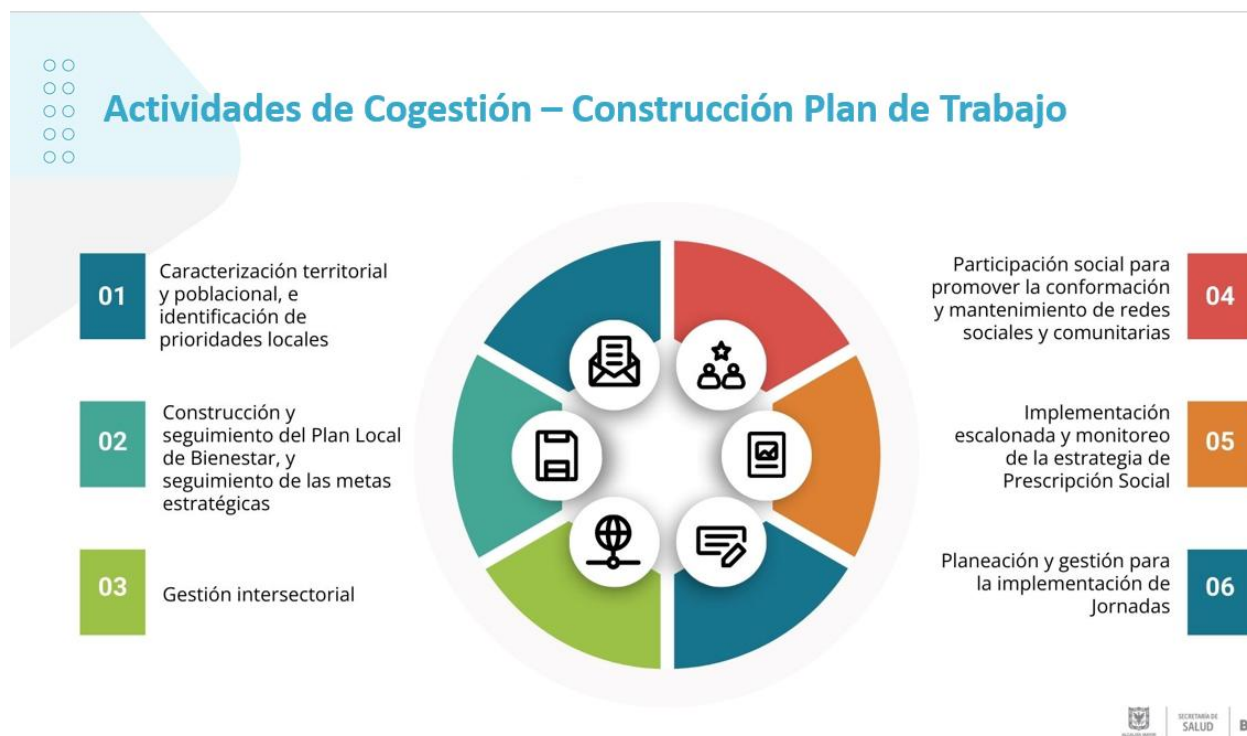 Actividades de Cogestión – Construcción Plan de Trabajo
01
Caracterización territorial
y poblacional, e
identificación de
prioridades locales
02
Construcción y
seguimiento del Plan Local
de Bienestar, y
seguimiento de las metas
estratégicas
03
Gestión intersectorial
Participación social para
promover la conformación
y mantenimiento de redes
sociales y comunitarias
04
Implementación
escalonada y monitoreo
de la estrategia de
Prescripción Social
05
Planeación y gestión para
la implementación de
Jornadas
06
SECRETARÍA DE
SALUD
B